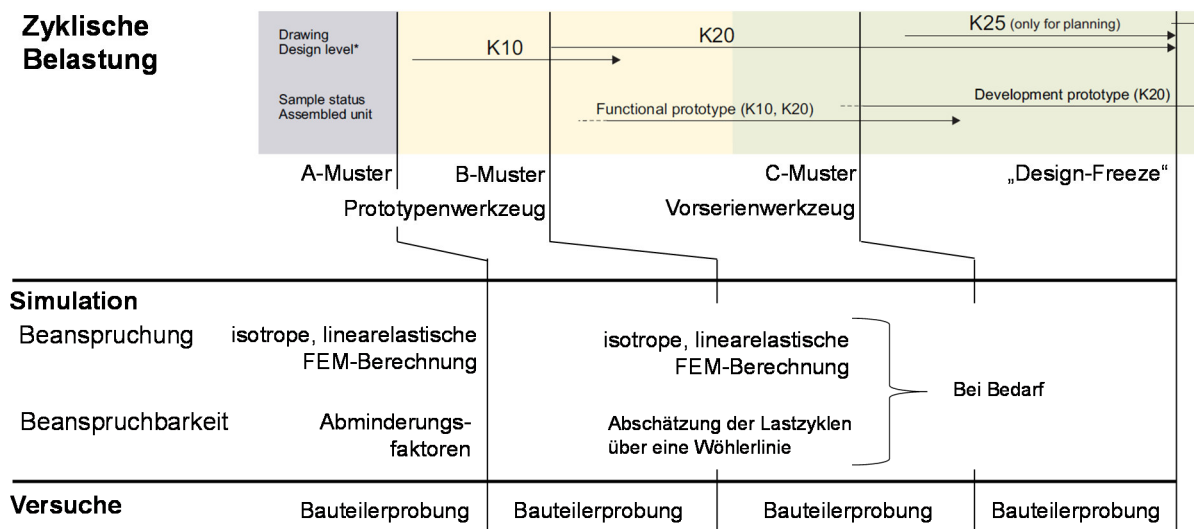 Zyklische
Belastung
Drawing
Design level*
K10
K20
K25 (only for planning)
Sample status
Assembled unit
Functional prototype (K10, K20)
Development prototype (K20)
A-Muster
B-Muster
C-Muster
„Design-Freeze“
Prototypenwerkzeug
Vorserienwerkzeug
Simulation
Beanspruchung
isotrope, linearelastische
FEM-Berechnung
isotrope, linearelastische
FEM-Berechnung
Bei Bedarf
Beanspruchbarkeit
Abminderungs-
faktoren
Abschätzung der Lastzyklen
über eine Wöhlerlinie
Versuche
Bauteilerprobung
Bauteilerprobung
Bauteilerprobung
Bauteilerprobung